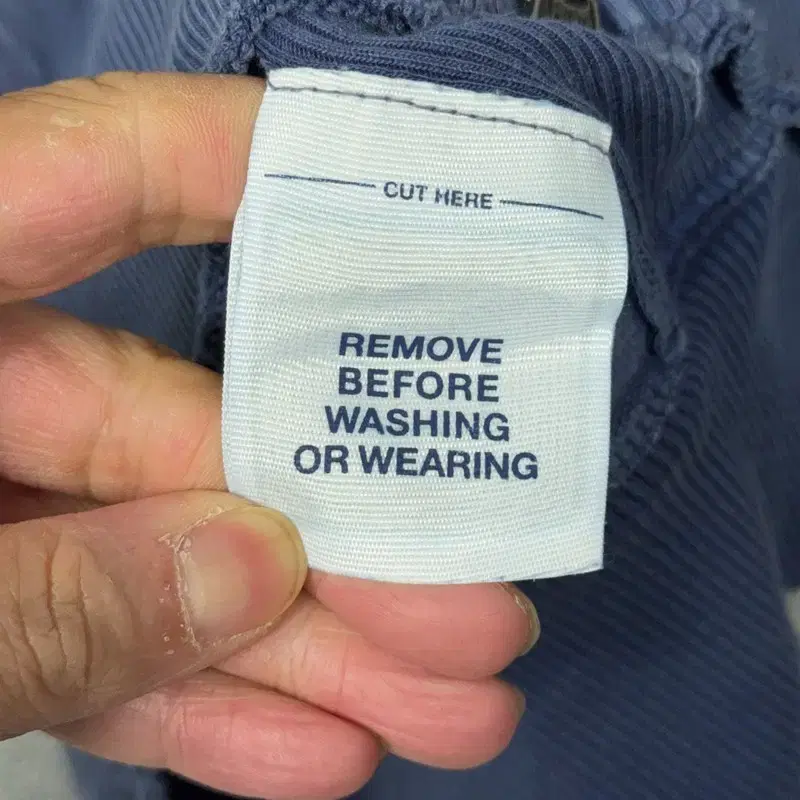 CUT HERE
REMOVE
BEFORE
WASHING
OR WEARING